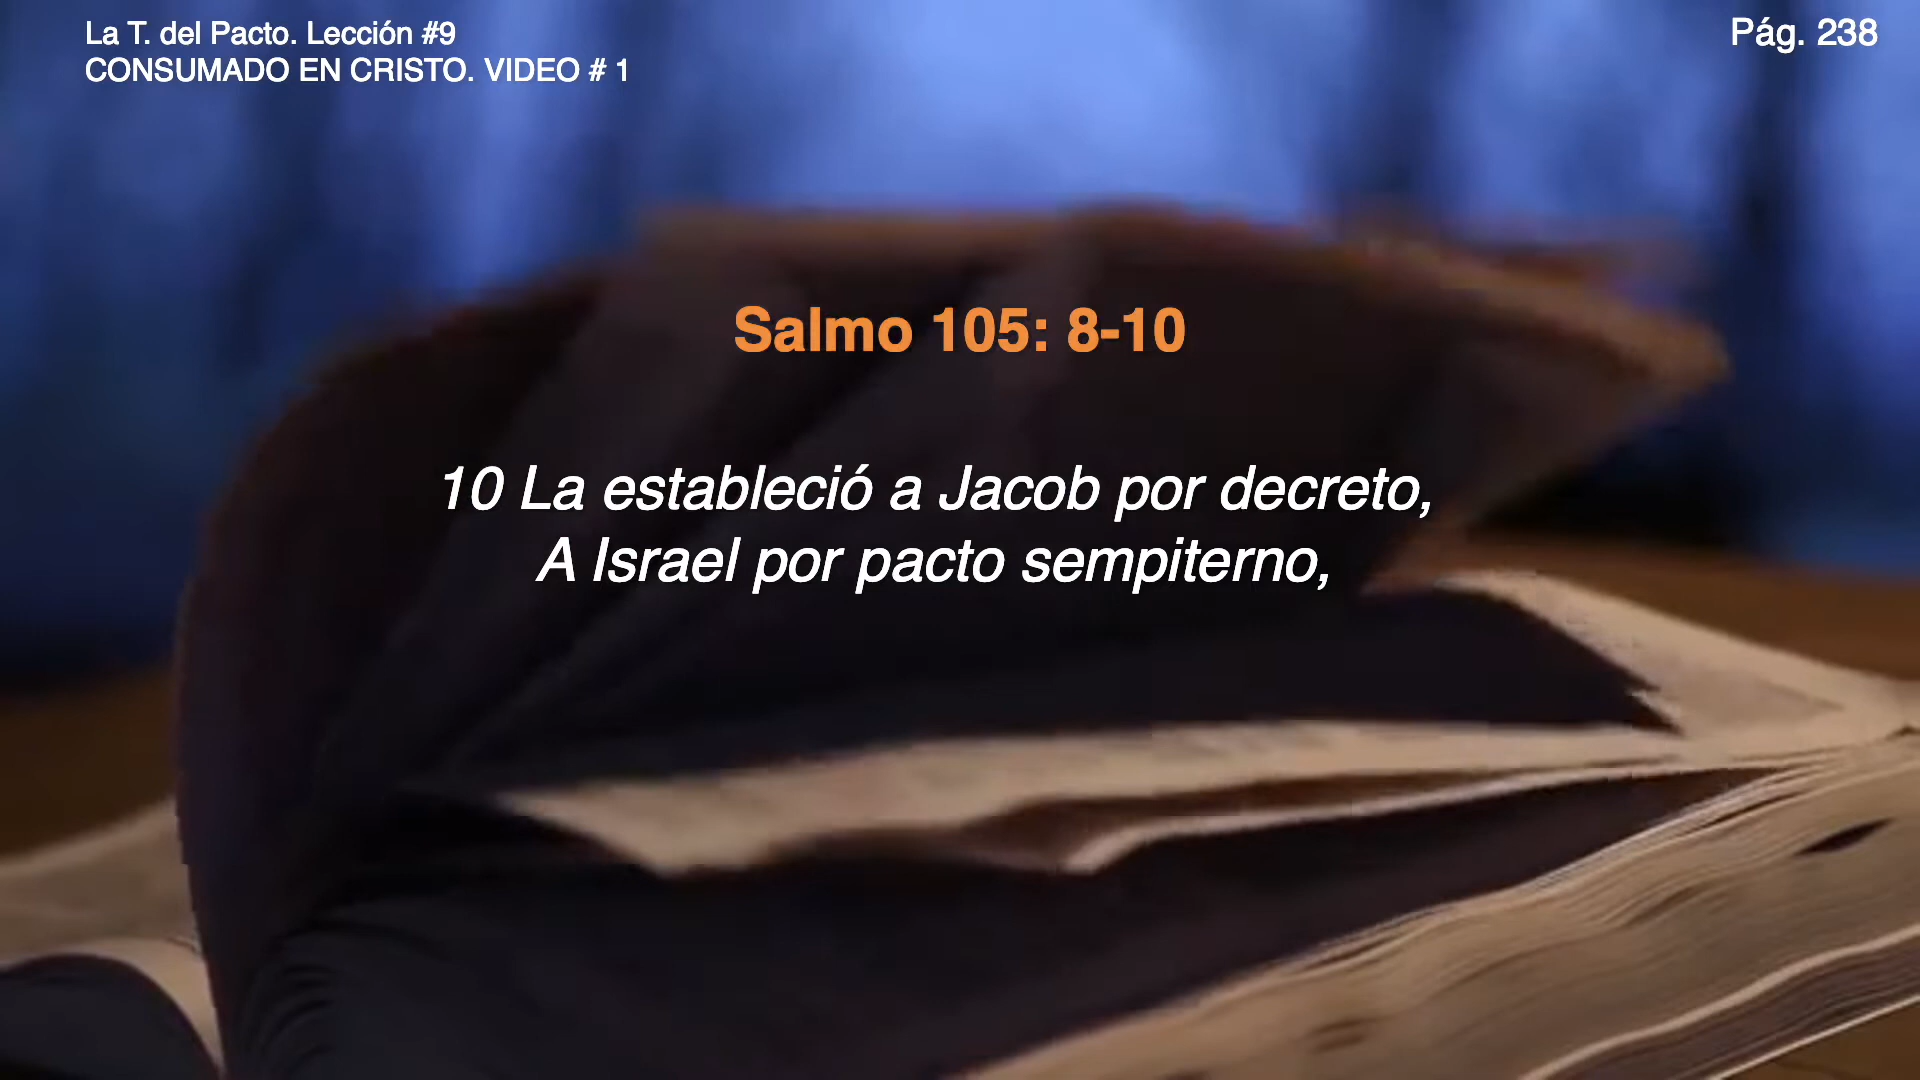 La T. del Pacto. Lección #9
CONSUMADO EN CRISTO. VIDEO # 1
Pág. 238
Salmo 105: 8-10
10 La estableció a Jacob por decreto,
A Israel por pacto sempiterno,